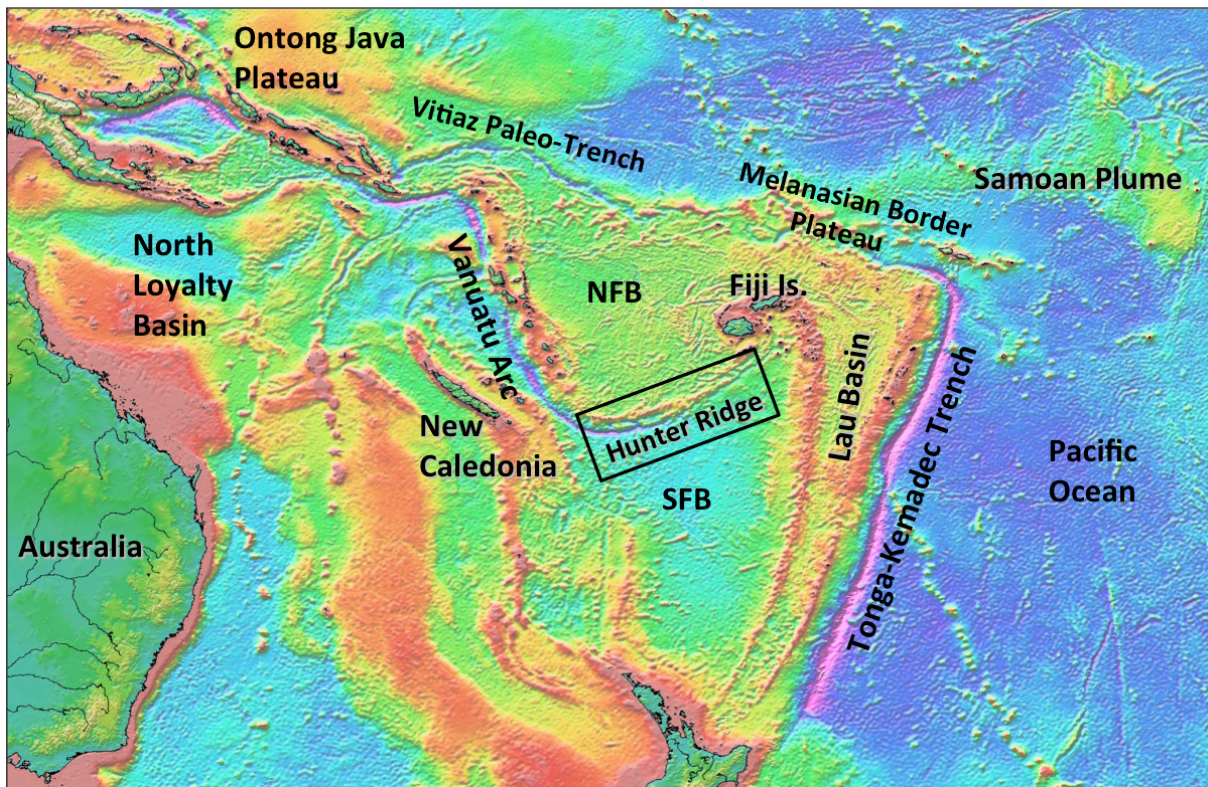 Ontong Java
Plateau
Vitiaz Paleo-Trench
Melanasian Border
Plateau
Samoan Plume
North
Loyalty
Basin
Vanuatu Arc
NFB
Fiji Is.
Lau Basin
Tonga-Kemadec Trench
Hunter Ridge
New
Caledonia
SFB
Pacific
Ocean
Australia